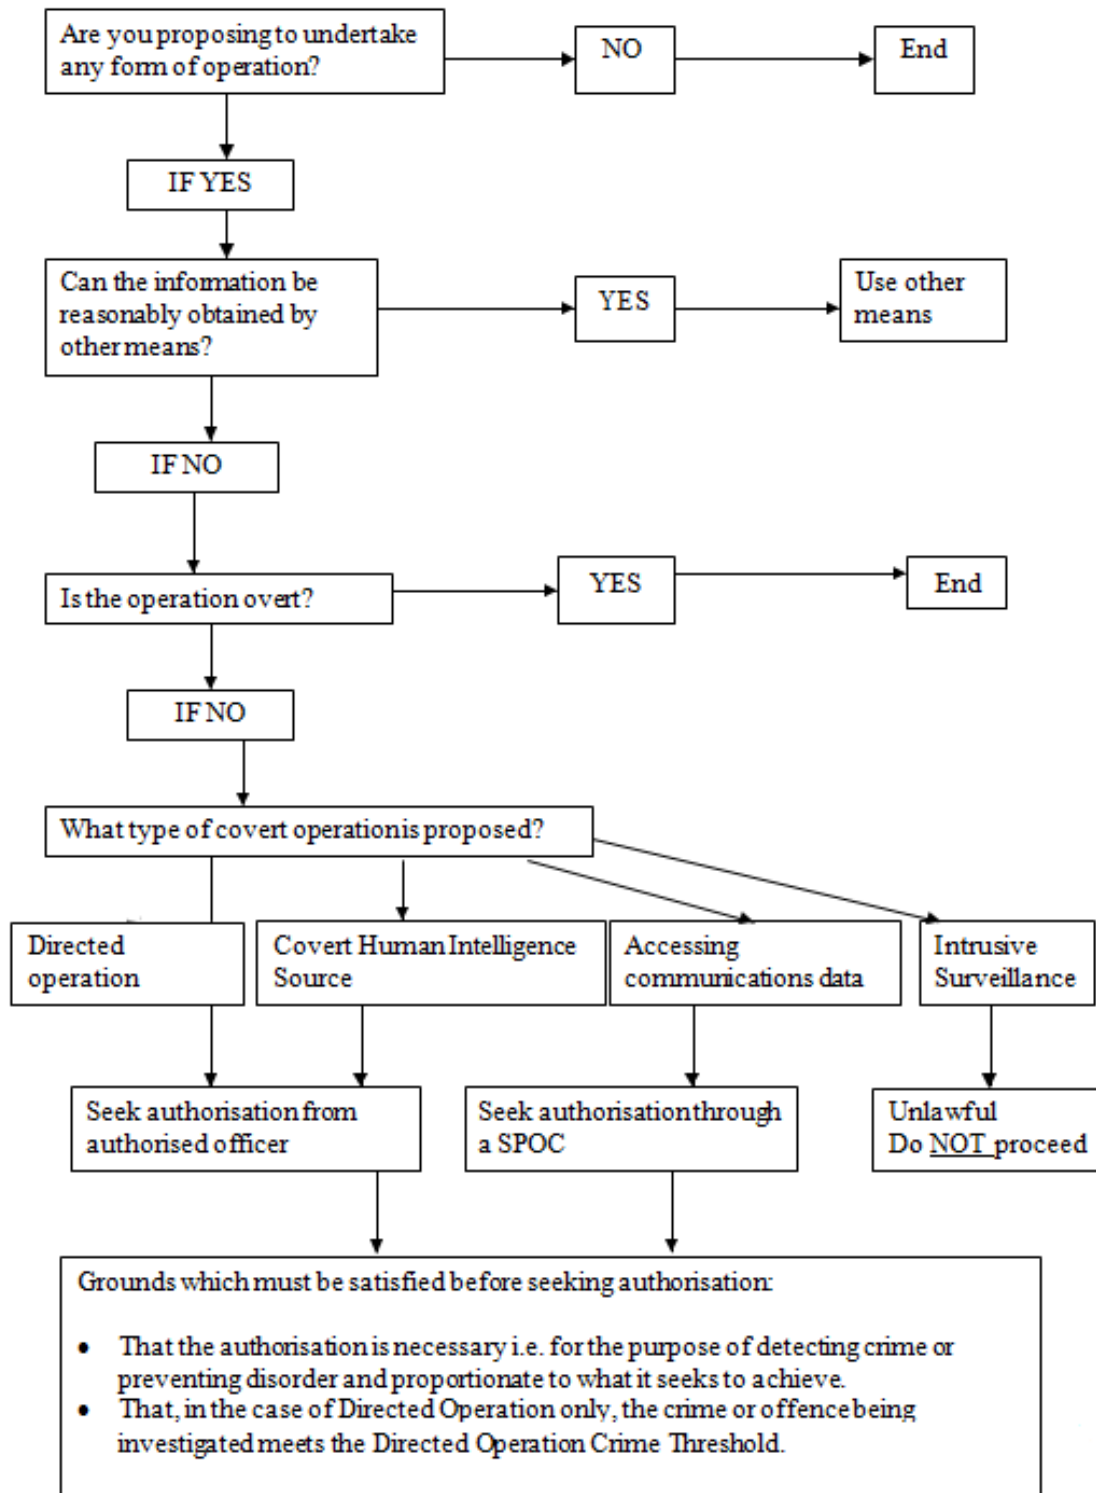 Are you proposing to undertake
any form of operation?
NO
End
IF YES
Can the information be
reasonably obtained by
other means?
YES
Use other
means
IF NO
Is the operation overt?
YES
End
IF NO
What type of covert operation is proposed?
Directed
operation
Covert Human Intelligence
Source
Accessing
communications data
Intrusive
Surveillance
Seek authorisation from
authorised officer
Seek authorisation through
a SPOC
Unlawful
Do NOT proceed
Grounds which must be satisfied before seeking authorisation:
• That the authorisation is necessary i.e. for the purpose of detecting crime or
preventing disorder and proportionate to what it seeks to achieve.
• That, in the case of Directed Operation only, the crime or offence being
investigated meets the Directed Operation Crime Threshold.